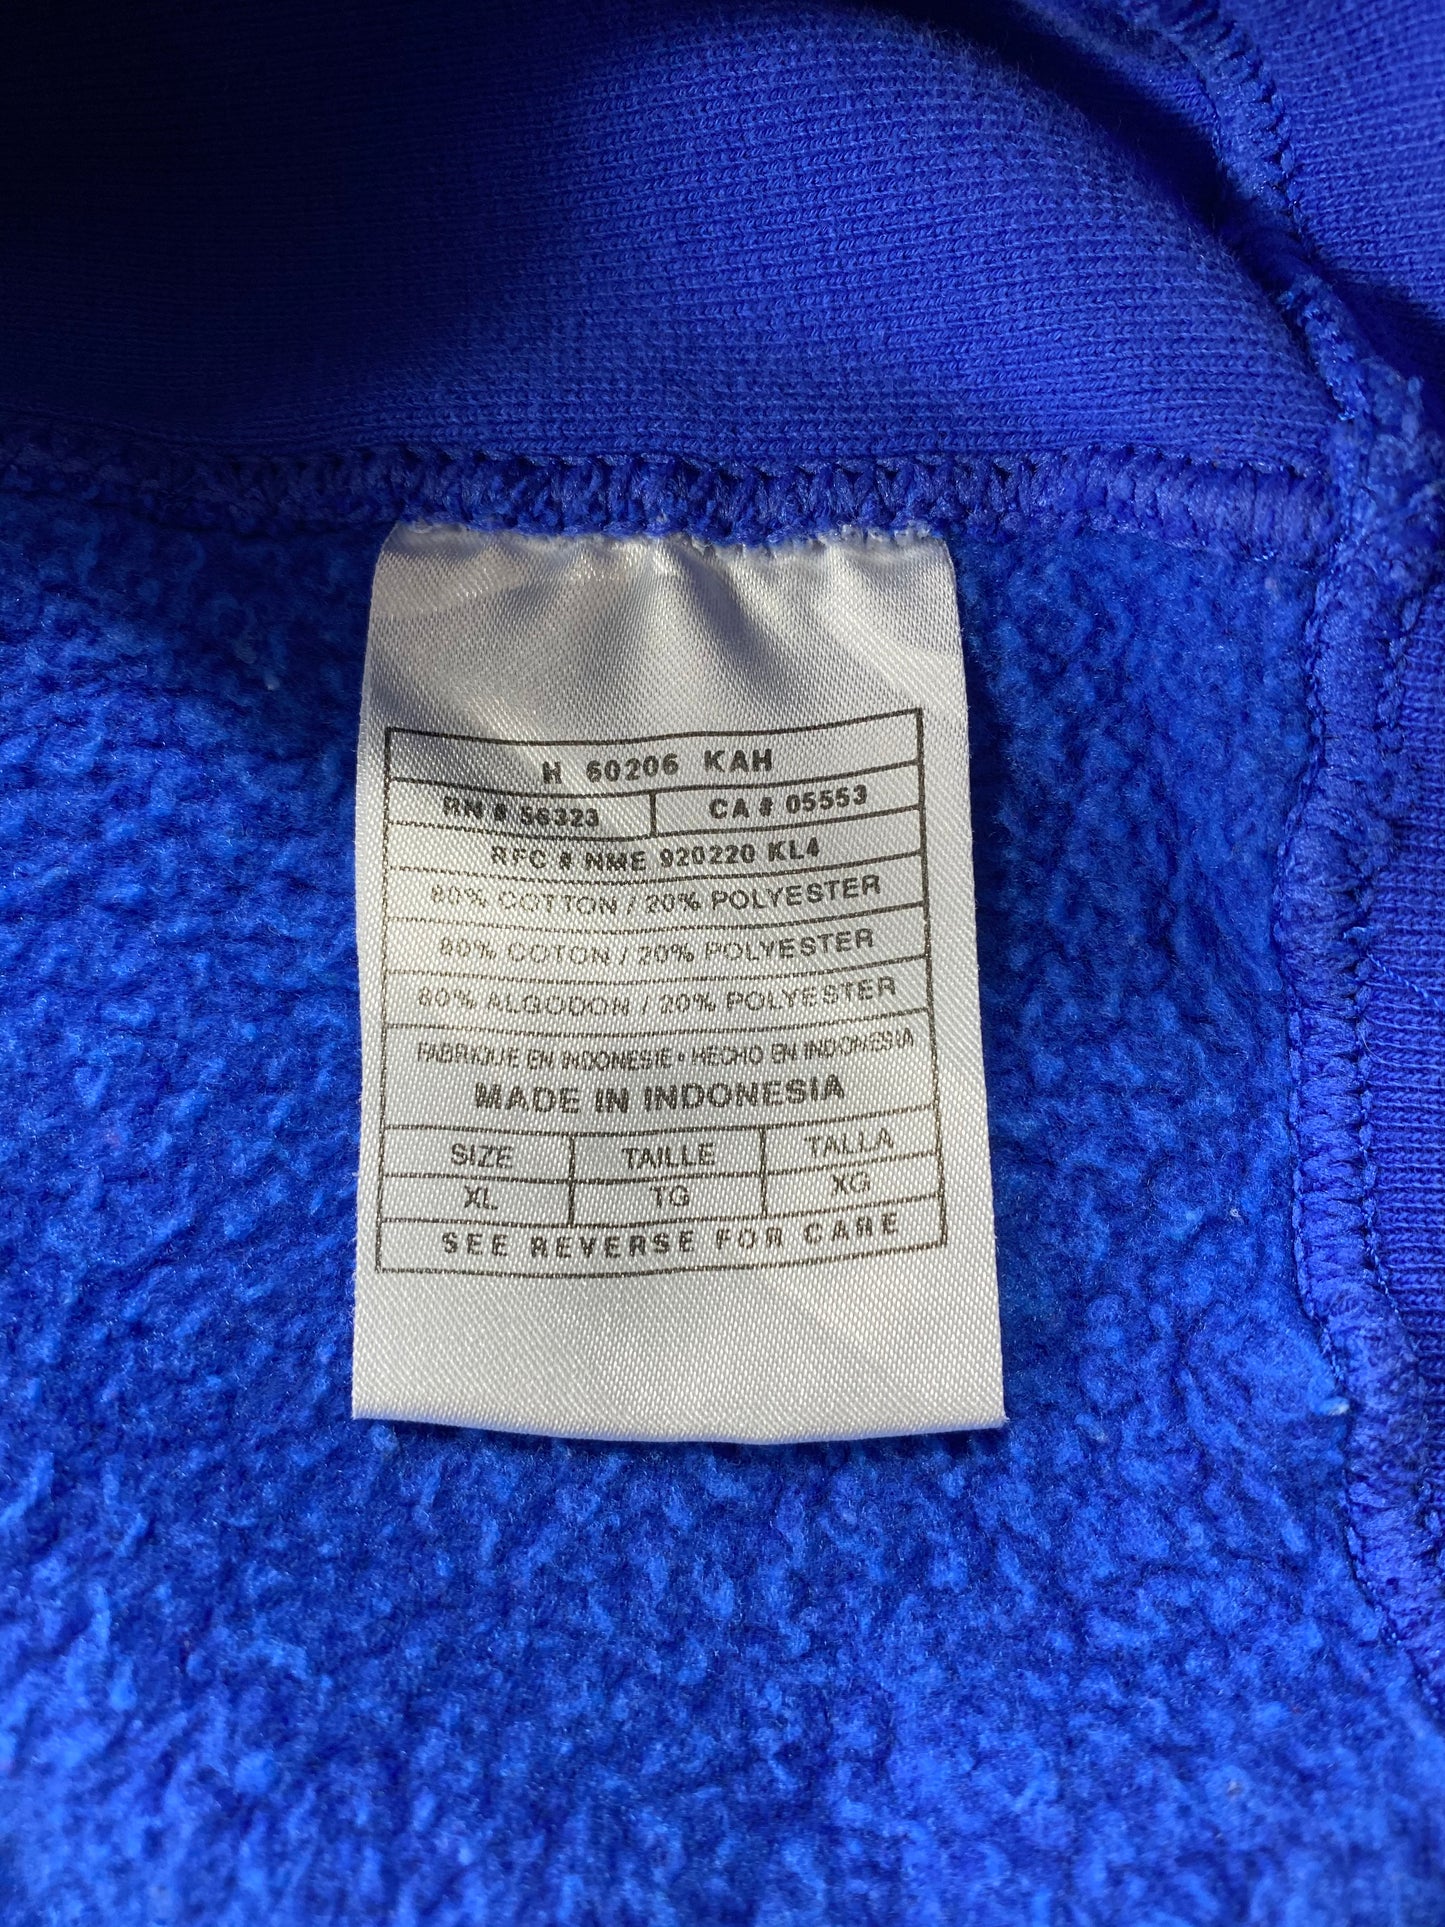 H 60206 KAH
RN # 56323 CA # 05553
RFC # NME 920220 KL4
80% COTTON / 20% POLYESTER
80% COTON / 20% POLYESTER
80% ALGODON / 20% POLYESTER
FABRIQUE EN INDONESIE • HECHO EN INDONESIA
MADE IN INDONESIA
SIZE TAILLE TALLA
XL TG XG
SEE REVERSE FOR CARE